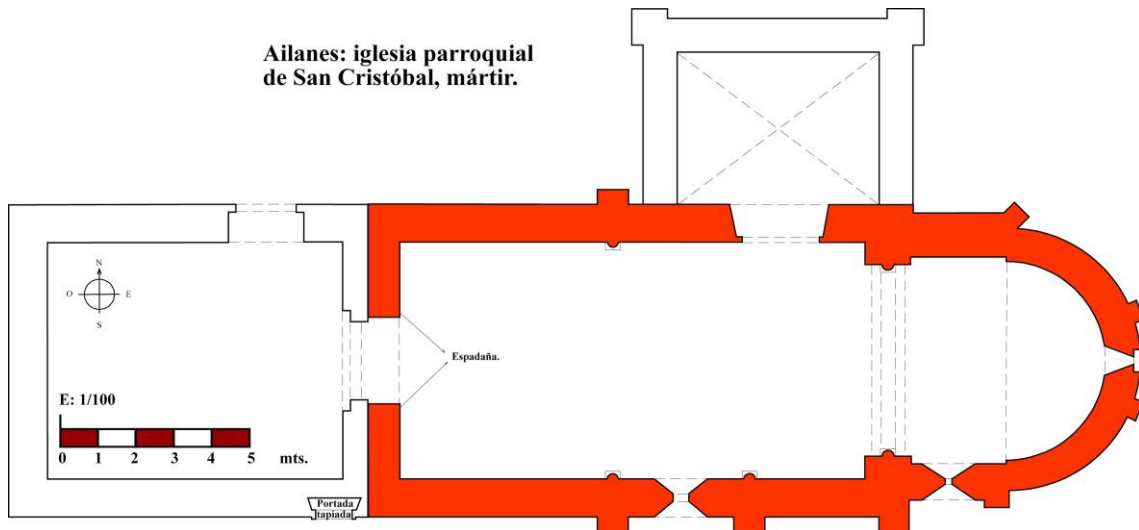 Ailanes: iglesia parroquial
de San Cristóbal, mártir.
N
O E
S
Espadaña.
E: 1/100
0 1 2 3 4 5 mts.
Portada
tapiada